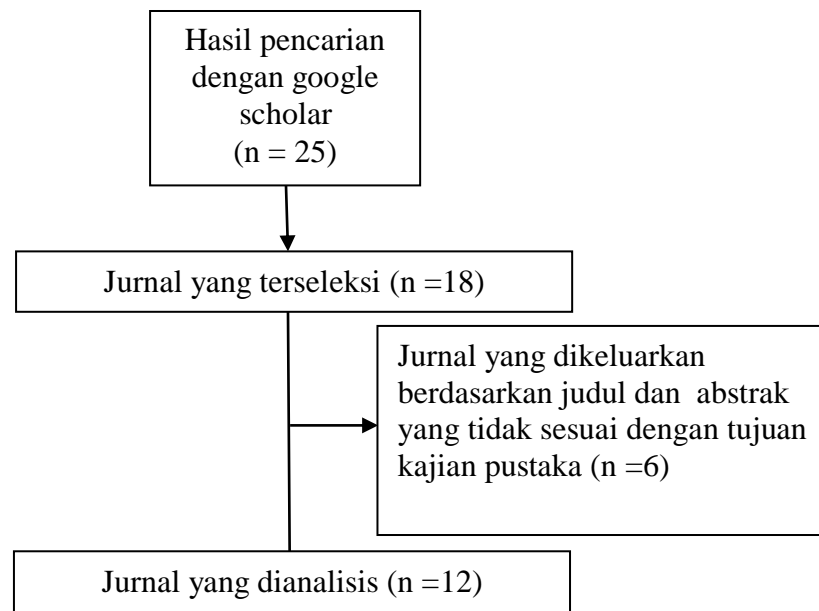 Hasil pencarian
dengan google
scholar
(n = 25)
Jurnal yang terseleksi (n =18)
Jurnal yang dikeluarkan
berdasarkan judul dan  abstrak
yang tidak sesuai dengan tujuan
kajian pustaka (n =6)
Jurnal yang dianalisis (n =12)